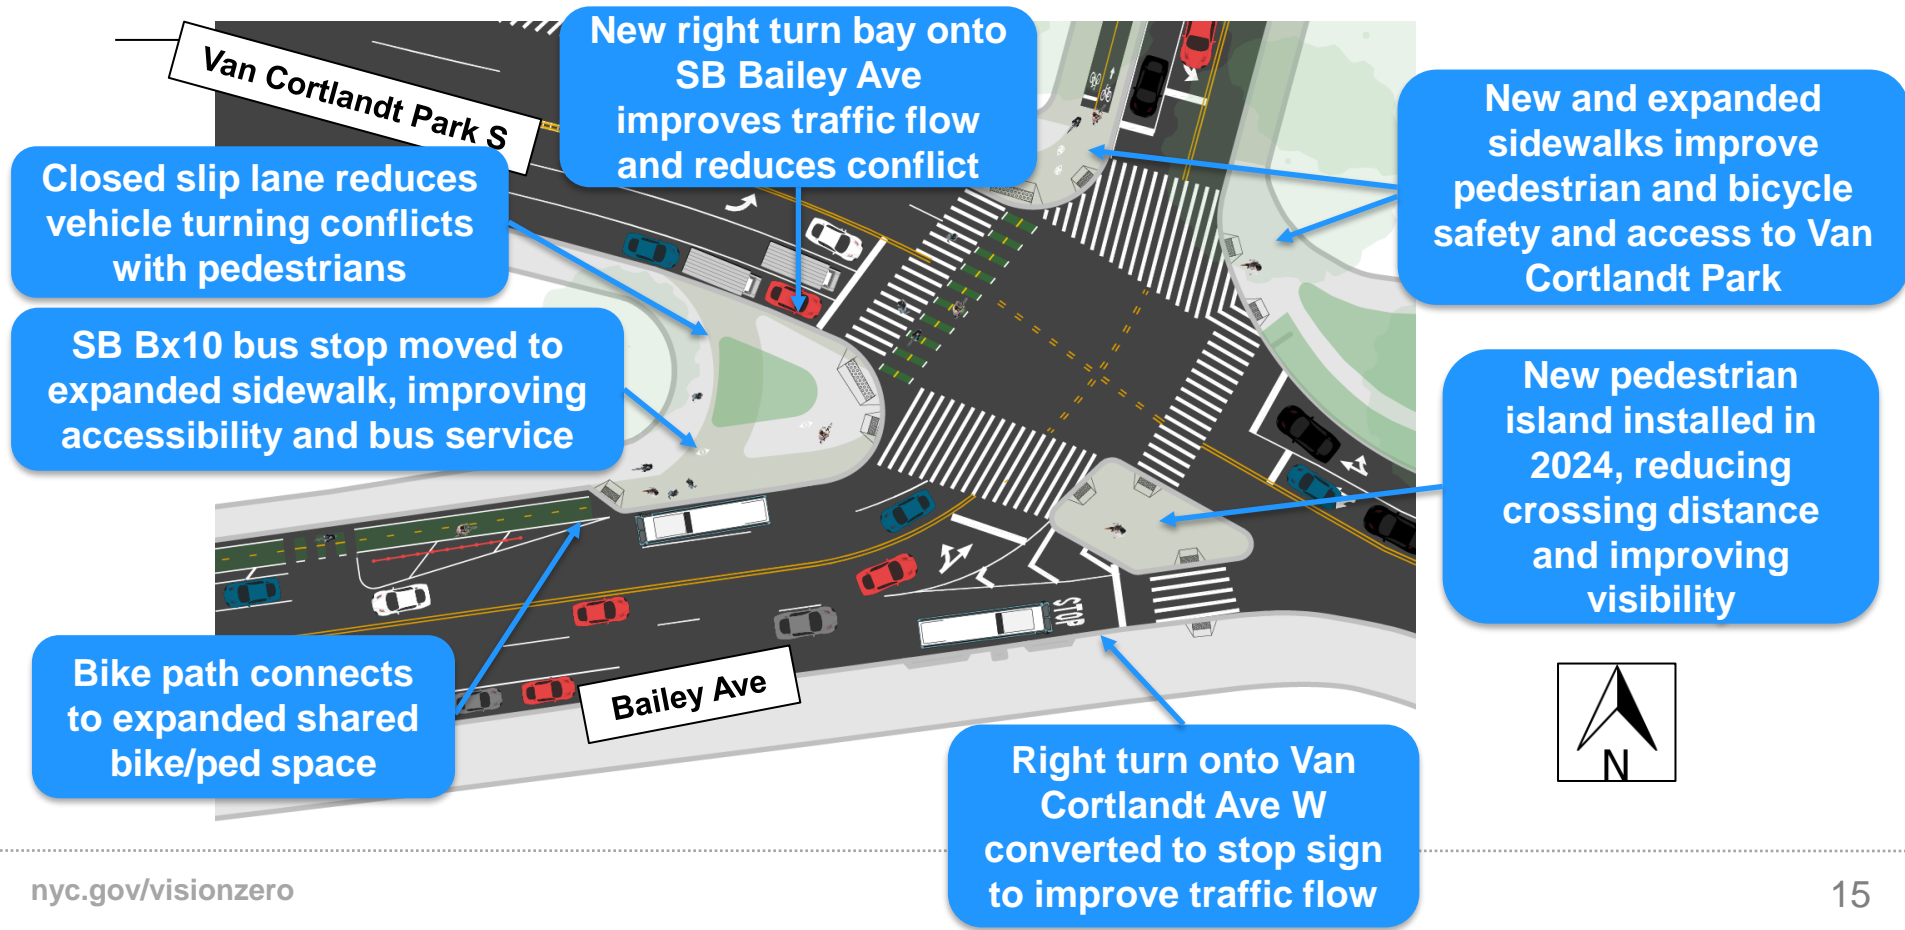 Van Cortlandt Park S
New right turn bay onto
SB Bailey Ave
improves traffic flow
and reduces conflict
New and expanded
sidewalks improve
pedestrian and bicycle
safety and access to Van
Cortlandt Park
Closed slip lane reduces
vehicle turning conflicts
with pedestrians
SB Bx10 bus stop moved to
expanded sidewalk, improving
accessibility and bus service
New pedestrian
island installed in
2024, reducing
crossing distance
and improving
visibility
STOP
Bike path connects
to expanded shared
bike/ped space
Bailey Ave
Right turn onto Van
Cortlandt Ave W
converted to stop sign
to improve traffic flow
N
nyc.gov/visionzero
15